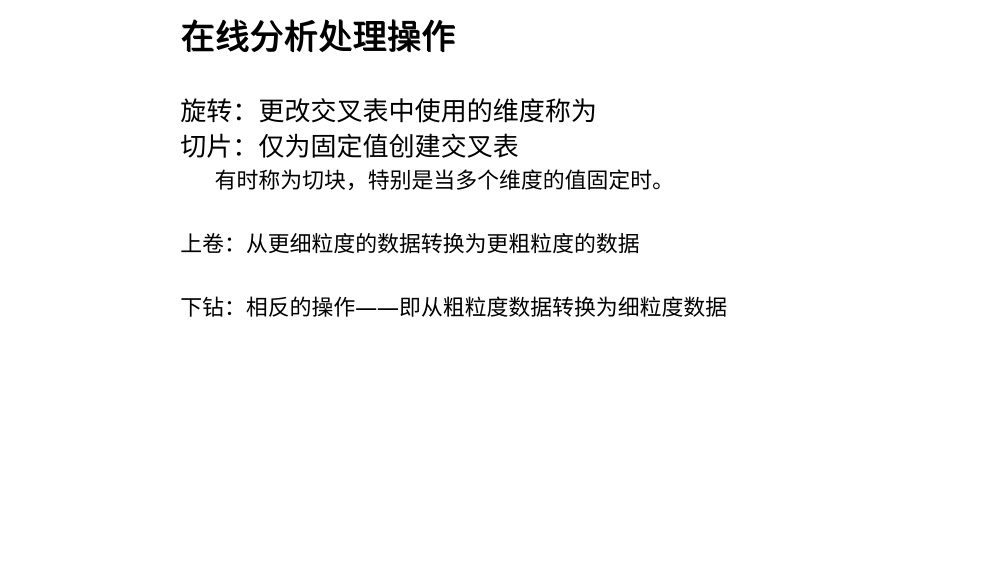 在线分析处理操作
旋转：更改交叉表中使用的维度称为
切片：仅为固定值创建交叉表
有时称为切块，特别是当多个维度的值固定时。
上卷：从更细粒度的数据转换为更粗粒度的数据
下钻：相反的操作——即从粗粒度数据转换为细粒度数据